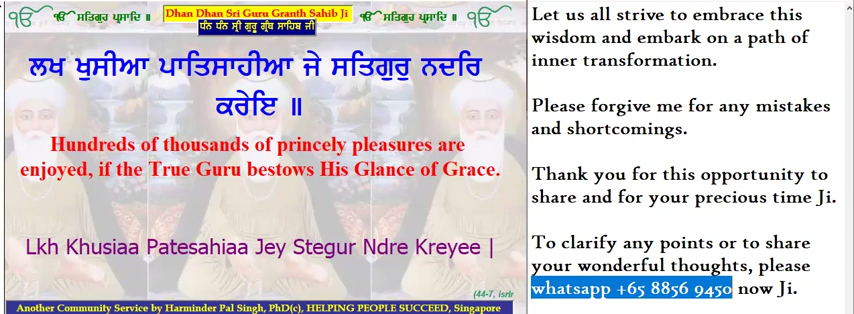 ੴ ੴ ਸਤਿਗੁਰ ਪ੍ਰਸਾਦਿ ॥ Dhan Dhan Sri Guru Granth Sahib Ji ੴ ਸਤਿਗੁਰ ਪ੍ਰਸਾਦਿ ॥ ੴ
ਧੰਨ ਧੰਨ ਸ੍ਰੀ ਗੁਰੂ ਗ੍ਰੰਥ ਸਾਹਿਬ ਜੀ
ਲਖ ਖੁਸੀਆ ਪਾਤਿਸਾਹੀਆ ਜੇ ਸਤਿਗੁਰੁ ਨਦਰਿ
ਕਰੇਇ ॥
Hundreds of thousands of princely pleasures are
enjoyed, if the True Guru bestows His Glance of Grace.
Lkh Khusiaa Patesahiaa Jey Stegur Ndre Kreyee |
(44-7,
Another Community Service by Harminder Pal Singh, PhD(c), HELPING PEOPLE SUCCEED, Singapore
Let us all strive to embrace this
wisdom and embark on a path of
inner transformation.
Please forgive me for any mistakes
and shortcomings.
Thank you for this opportunity to
share and for your precious time Ji.
To clarify any points or to share
your wonderful thoughts, please
whatsapp +65 8856 9450 now Ji.